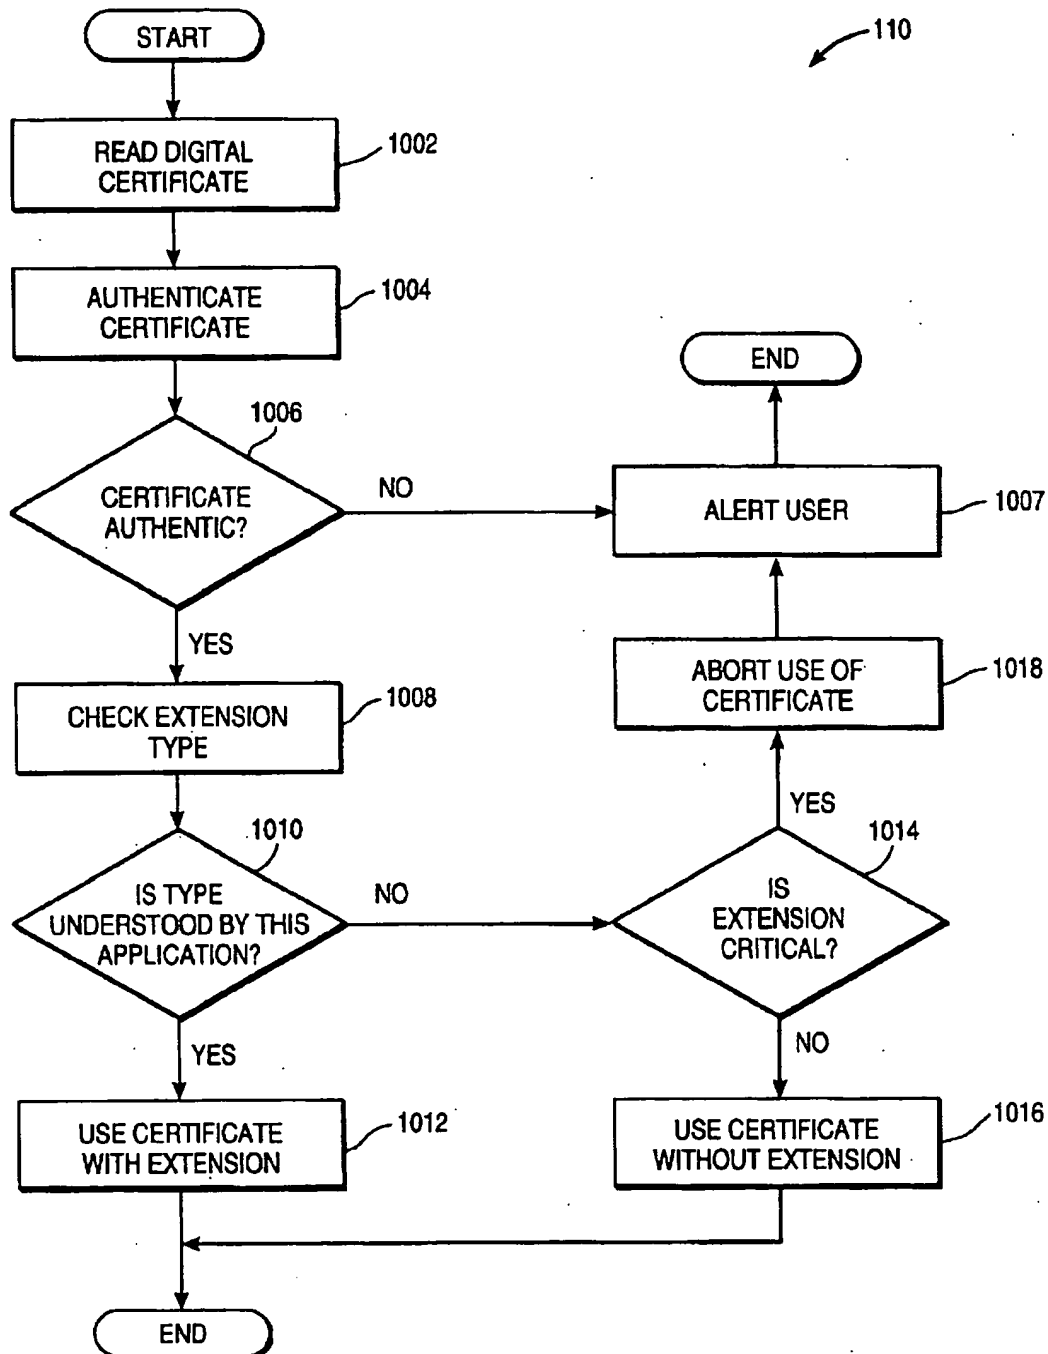 START
110
READ DIGITAL
CERTIFICATE
1002
AUTHENTICATE
CERTIFICATE
1004
END
1006
CERTIFICATE
AUTHENTIC?
NO
ALERT USER
1007
YES
ABORT USE OF
CERTIFICATE
1018
CHECK EXTENSION
TYPE
1008
YES
1010
1014
IS TYPE
UNDERSTOOD BY THIS
APPLICATION?
NO
IS
EXTENSION
CRITICAL?
YES
NO
USE CERTIFICATE
WITH EXTENSION
1012
USE CERTIFICATE
WITHOUT EXTENSION
1016
END